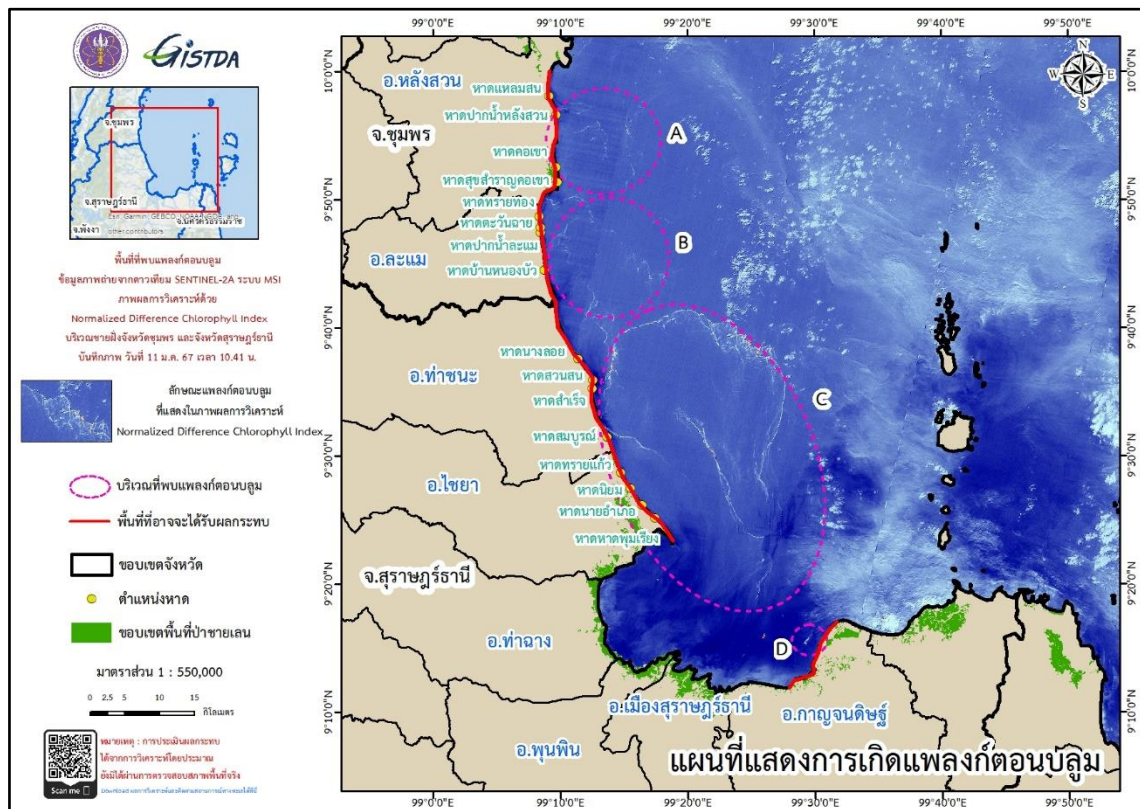 GISTDA
จ.ชุมพร
จ.สุราษฎร์ธานี
จ.พังงา
จ.นครศรีธรรมราช
Esri, Garmin, GEBCO, NOAA NGDC, and
other contributors
พื้นที่ที่พบแพลงก์ตอนบลูม
ข้อมูลภาพถ่ายจากดาวเทียม SENTINEL-2A ระบบ MSI
ภาพผลการวิเคราะห์ด้วย
Normalized Difference Chlorophyll Index
บริเวณชายฝั่งจังหวัดชุมพร และจังหวัดสุราษฎร์ธานี
บันทึกภาพ วันที่ 11 ม.ค. 67 เวลา 10.41 น.
ลักษณะแพลงก์ตอนบลูม
ที่แสดงในภาพผลการวิเคราะห์
Normalized Difference Chlorophyll Index
บริเวณที่พบแพลงก์ตอนบลูม
พื้นที่ที่อาจจะได้รับผลกระทบ
ขอบเขตจังหวัด
ตำแหน่งหาด
ขอบเขตพื้นที่ป่าชายเลน
มาตราส่วน 1 : 550,000
0 2.5 5 10 15
กิโลเมตร
Scan me
หมายเหตุ : การประเมินผลกระทบ
ได้จากการวิเคราะห์โดยประมาณ
ยังมิได้ผ่านการตรวจสอบสภาพพื้นที่จริง
99°0'0"E 99°10'0"E 99°20'0"E 99°30'0"E 99°40'0"E 99°50'0"E
10°0'0"N
9°50'0"N
9°40'0"N
9°30'0"N
9°20'0"N
9°10'0"N
N
W E
S
อ.หลังสวน
หาดแหลมสน
หาดปากน้ำหลังสวน
A
จ.ชุมพร
หาดคอเขา
หาดสุขสำราญคอเขา
หาดทรายทอง
หาดตะวันฉาย
B
หาดปากน้ำละแม
อ.ละแม
หาดบ้านหนองบัว
หาดนางลอย
อ.ท่าชนะ
หาดสวนสน
หาดสำเร็จ
C
หาดสมบูรณ์
หาดทรายแก้ว
อ.ไชยา
หาดนิยม
หาดนายอำเภอ
หาดหาดพุมเรียง
จ.สุราษฎร์ธานี
อ.ท่าฉาง
D
อ.เมืองสุราษฎร์ธานี
อ.กาญจนดิษฐ์
อ.พุนพิน
แผนที่แสดงการเกิดแพลงก์ตอนบลูม
99°0'0"E 99°10'0"E 99°20'0"E 99°30'0"E 99°40'0"E 99°50'0"E